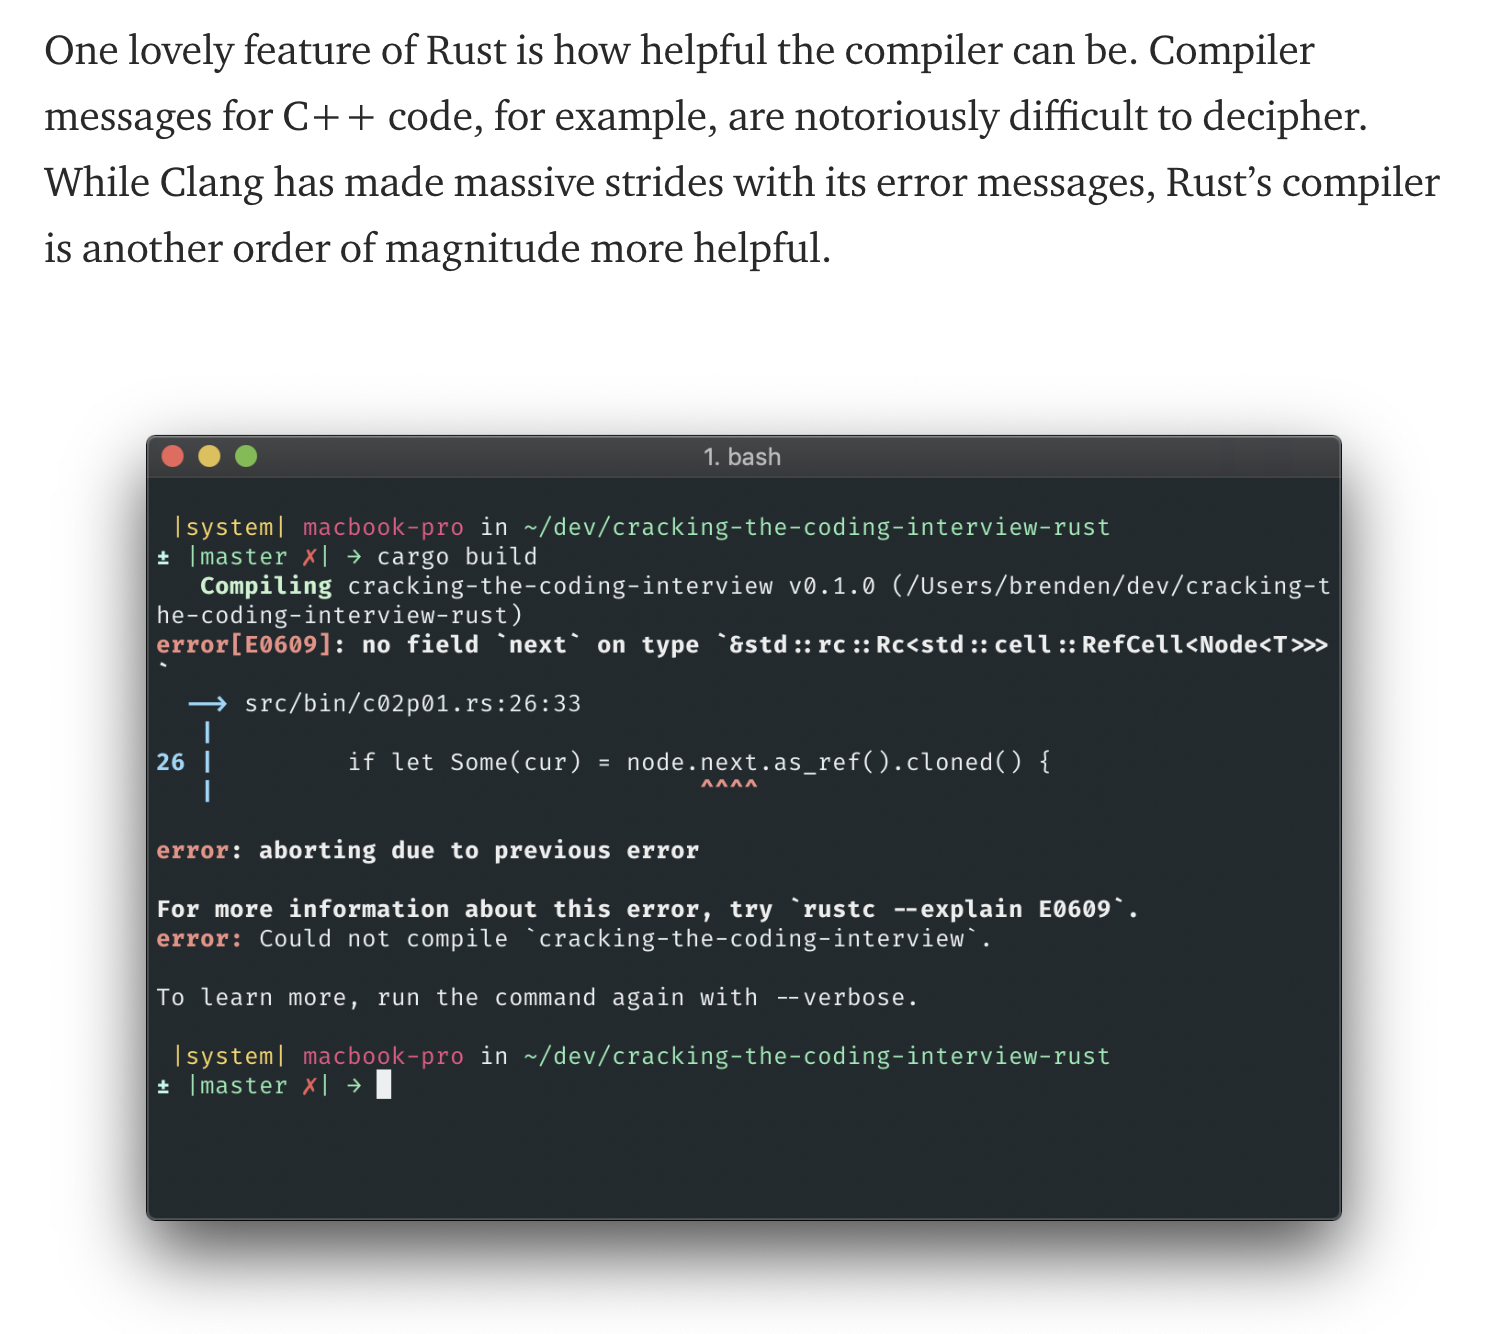 One lovely feature of Rust is how helpful the compiler can be. Compiler
messages for C++ code, for example, are notoriously difficult to decipher.
While Clang has made massive strides with its error messages, Rust’s compiler
is another order of magnitude more helpful.
1. bash
|system| macbook-pro in ~/dev/cracking-the-coding-interview-rust
± |master ✗| → cargo build
   Compiling cracking-the-coding-interview v0.1.0 (/Users/brenden/dev/cracking-t
he-coding-interview-rust)
error[E0609]: no field `next` on type `&std::rc::Rc<std::cell::RefCell<Node<T>>>
`
  --> src/bin/c02p01.rs:26:33
   |
26 |         if let Some(cur) = node.next.as_ref().cloned() {
   |                                 ^^^^
error: aborting due to previous error
For more information about this error, try `rustc --explain E0609`.
error: Could not compile `cracking-the-coding-interview`.
To learn more, run the command again with --verbose.
|system| macbook-pro in ~/dev/cracking-the-coding-interview-rust
± |master ✗| →